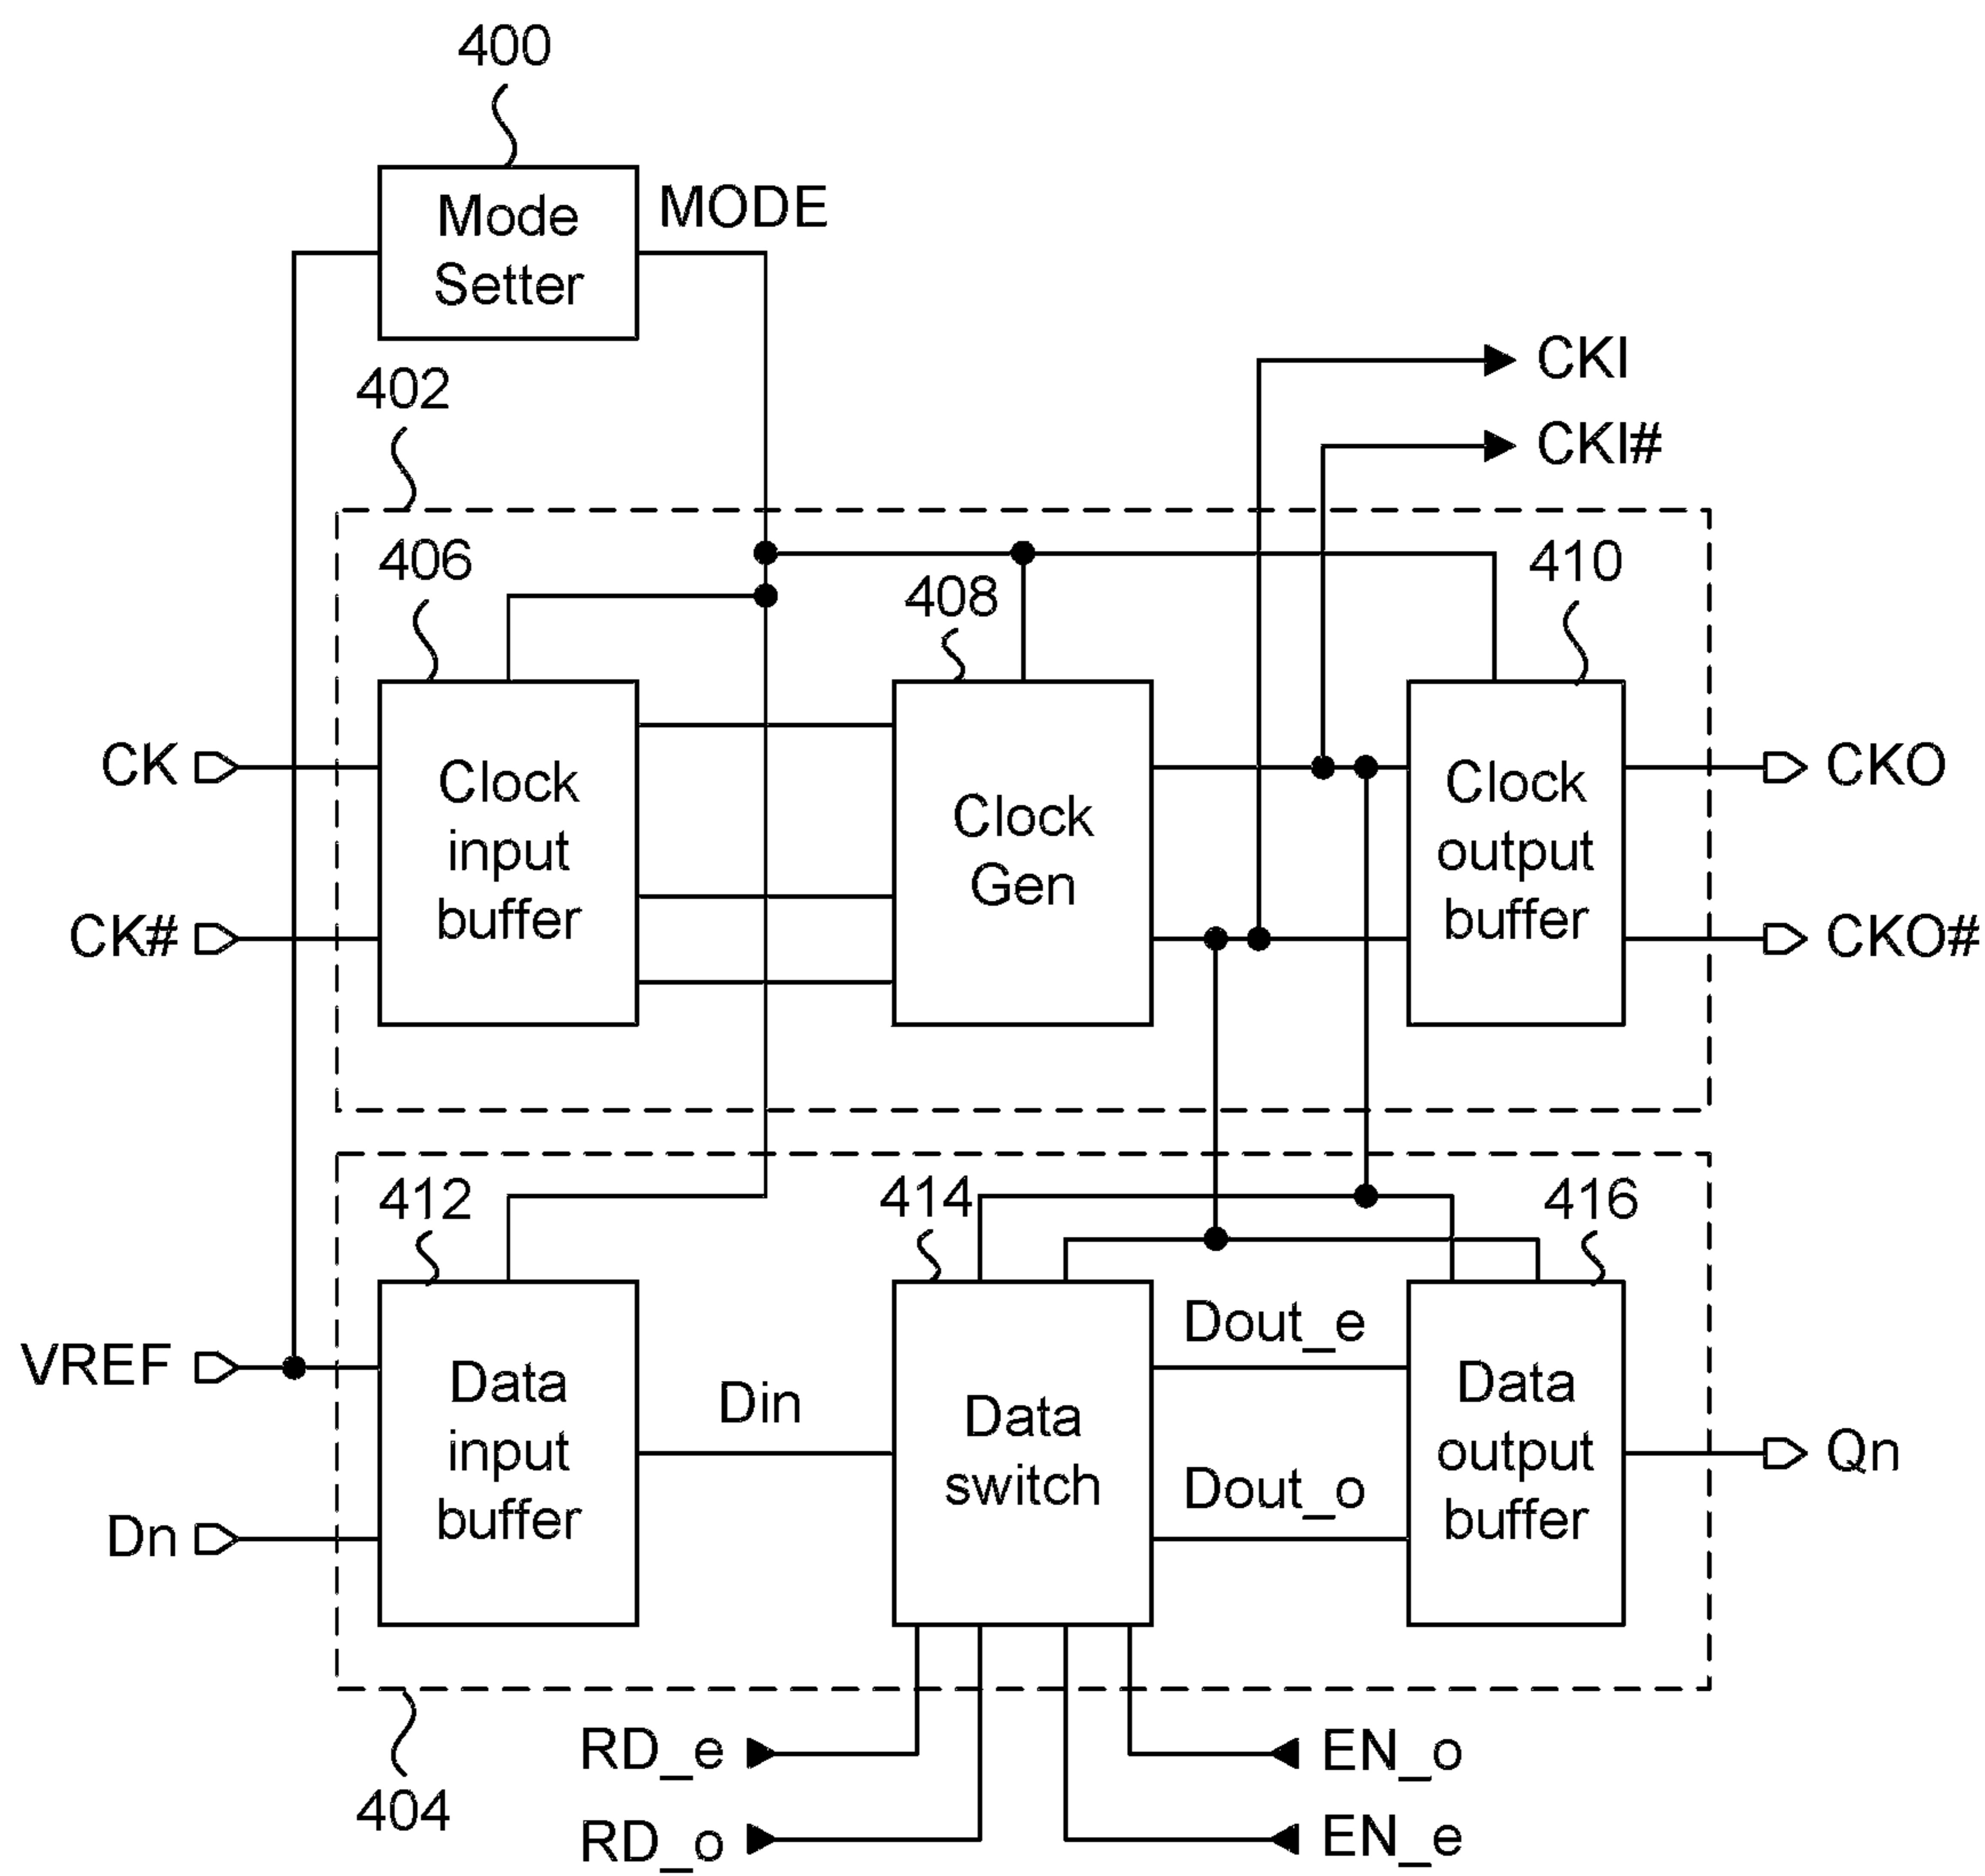 400
Mode
Setter
MODE
402
CKI
CKI#
406
408
410
CK
CK#
Clock
input
buffer
Clock
Gen
Clock
output
buffer
CKO
CKO#
412
414
416
VREF
Dn
Data
input
buffer
Din
Data
switch
Dout_e
Dout_o
Data
output
buffer
Qn
404
RD_e
RD_o
EN_o
EN_e